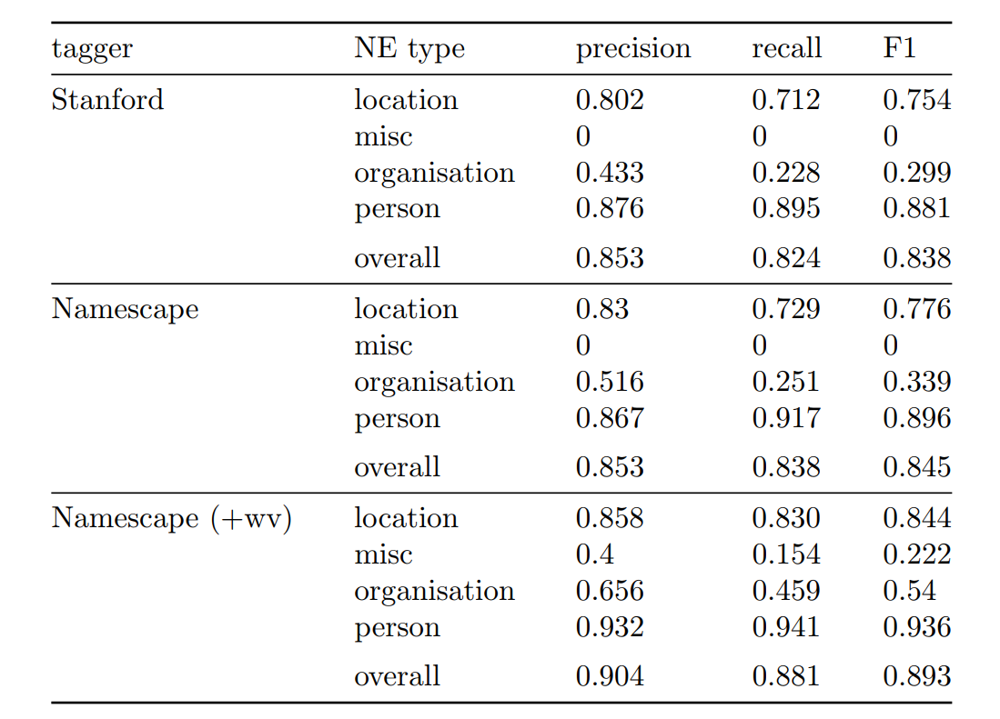 tagger NE type precision recall F1
Stanford location 0.802 0.712 0.754
misc 0 0 0
organisation 0.433 0.228 0.299
person 0.876 0.895 0.881
overall 0.853 0.824 0.838
Namescape location 0.83 0.729 0.776
misc 0 0 0
organisation 0.516 0.251 0.339
person 0.867 0.917 0.896
overall 0.853 0.838 0.845
Namescape (+wv) location 0.858 0.830 0.844
misc 0.4 0.154 0.222
organisation 0.656 0.459 0.54
person 0.932 0.941 0.936
overall 0.904 0.881 0.893